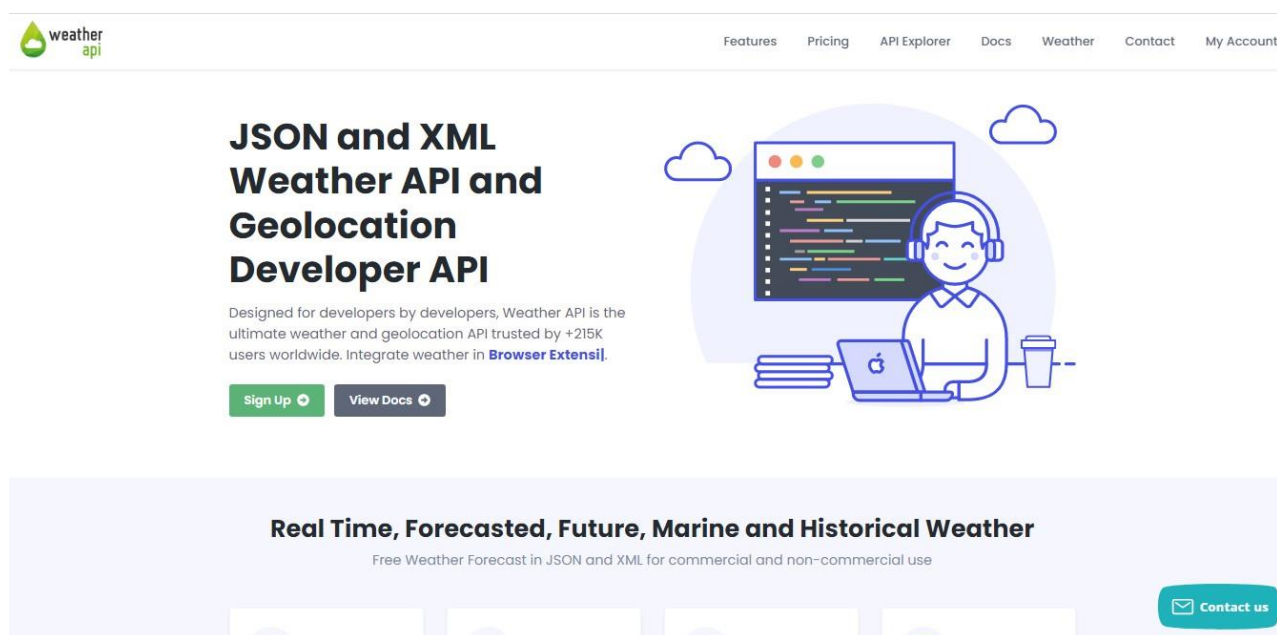 weather
api
Features
Pricing
API Explorer
Docs
Weather
Contact
My Account
JSON and XML
Weather API and
Geolocation
Developer API
Designed for developers by developers, Weather API is the
ultimate weather and geolocation API trusted by +215K
users worldwide. Integrate weather in Browser Extensi|.
Sign Up
View Docs
Real Time, Forecasted, Future, Marine and Historical Weather
Free Weather Forecast in JSON and XML for commercial and non-commercial use
Contact us